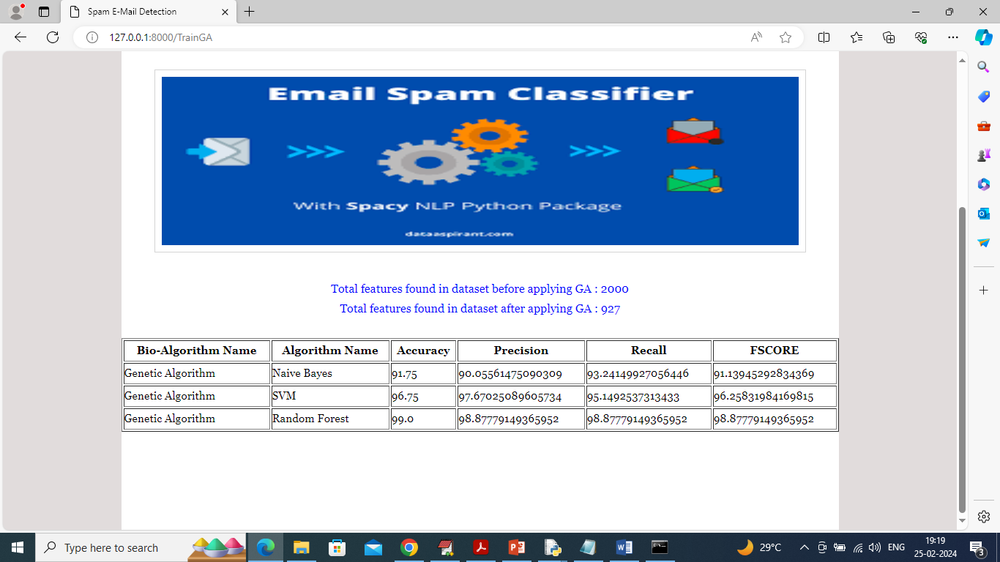 Spam E-Mail Detection
127.0.0.1:8000/TrainGA
Email Spam Classifier
With Spacy NLP Python Package
dataaspirant.com
Total features found in dataset before applying GA : 2000
Total features found in dataset after applying GA : 927
Bio-Algorithm Name Algorithm Name Accuracy Precision Recall FSCORE
Genetic Algorithm Naive Bayes 91.75 90.05561475090309 93.24149927056446 91.13945292834369
Genetic Algorithm SVM 96.75 97.67025089605734 95.1492537313433 96.25831984169815
Genetic Algorithm Random Forest 99.0 98.87779149365952 98.87779149365952 98.87779149365952
Type here to search
29°C
ENG
19:19
25-02-2024
3